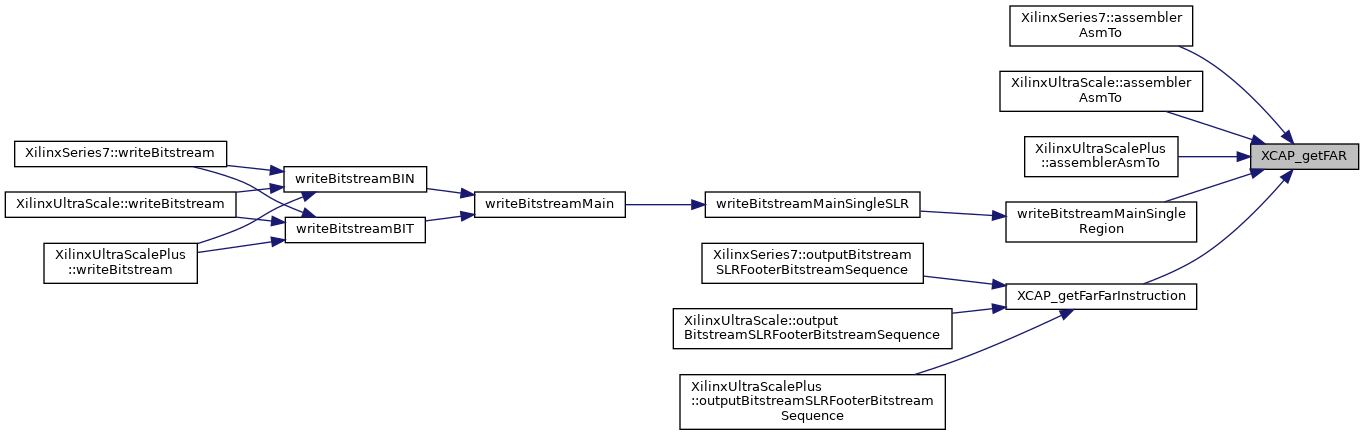 XilinxSeries7::assembler
AsmTo
XilinxUltraScale::assembler
AsmTo
XilinxUltraScalePlus
::assemblerAsmTo
XCAP_getFAR
XilinxSeries7::writeBitstream
writeBitstreamBIN
XilinxUltraScale::writeBitstream
writeBitstreamMain
writeBitstreamMainSingleSLR
writeBitstreamMainSingle
Region
writeBitstreamBIT
XilinxUltraScalePlus
::writeBitstream
XilinxSeries7::outputBitstream
SLRFooterBitstreamSequence
XCAP_getFarFarInstruction
XilinxUltraScale::output
BitstreamSLRFooterBitstreamSequence
XilinxUltraScalePlus
::outputBitstreamSLRFooterBitstream
Sequence